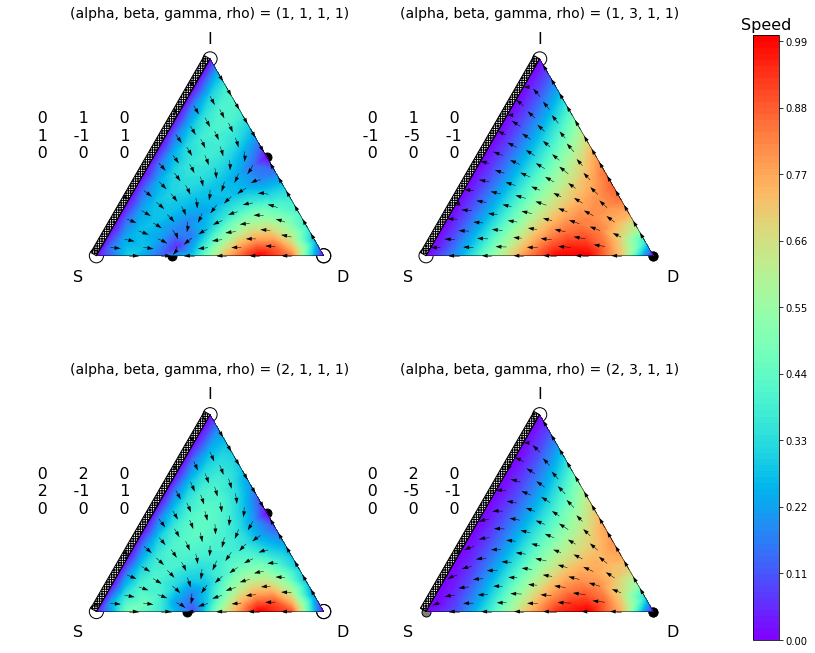 (alpha, beta, gamma, rho) = (1, 1, 1, 1)
I
0 1 0
1 -1 1
0 0 0
S D
(alpha, beta, gamma, rho) = (1, 3, 1, 1)
I
0 1 0
-1 -5 -1
0 0 0
S D
(alpha, beta, gamma, rho) = (2, 1, 1, 1)
I
0 2 0
2 -1 1
0 0 0
S D
(alpha, beta, gamma, rho) = (2, 3, 1, 1)
I
0 2 0
0 -5 -1
0 0 0
S D
Speed
0.99
0.88
0.77
0.66
0.55
0.44
0.33
0.22
0.11
0.00